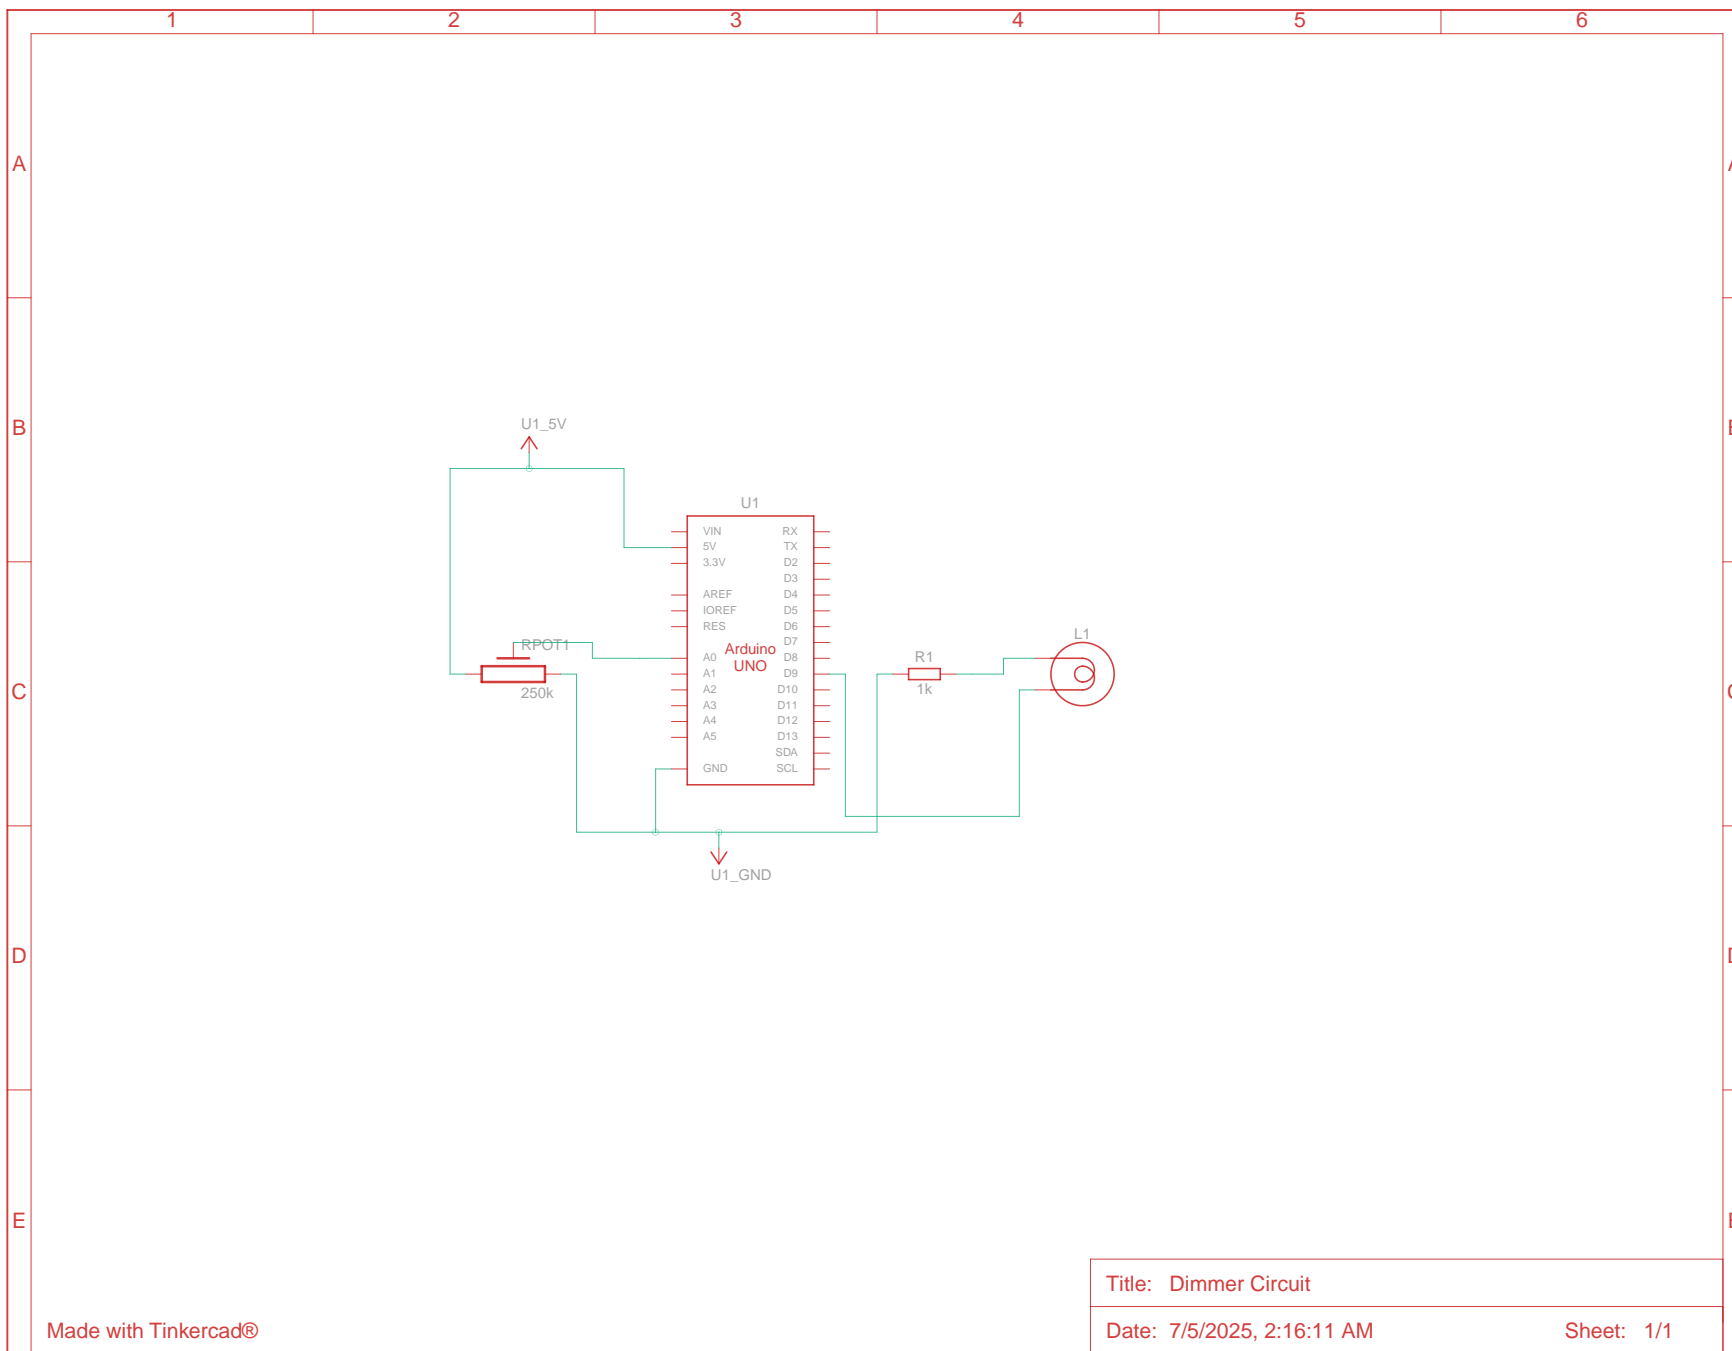 1 2 3 4 5 6
A A
B
U1_5V
U1
VIN RX
5V TX
3.3V D2
D3
AREF D4
IOREF D5
RES D6
D7
A0 D8
A1 D9
A2 D10
A3 D11
A4 D12
A5 D13
SDA
GND SCL
Arduino
UNO
RPOT1
250k
R1
1k
L1
C
U1_GND
D
E
Title: Dimmer Circuit
Made with Tinkercad®
Date: 7/5/2025, 2:16:11 AM Sheet: 1/1